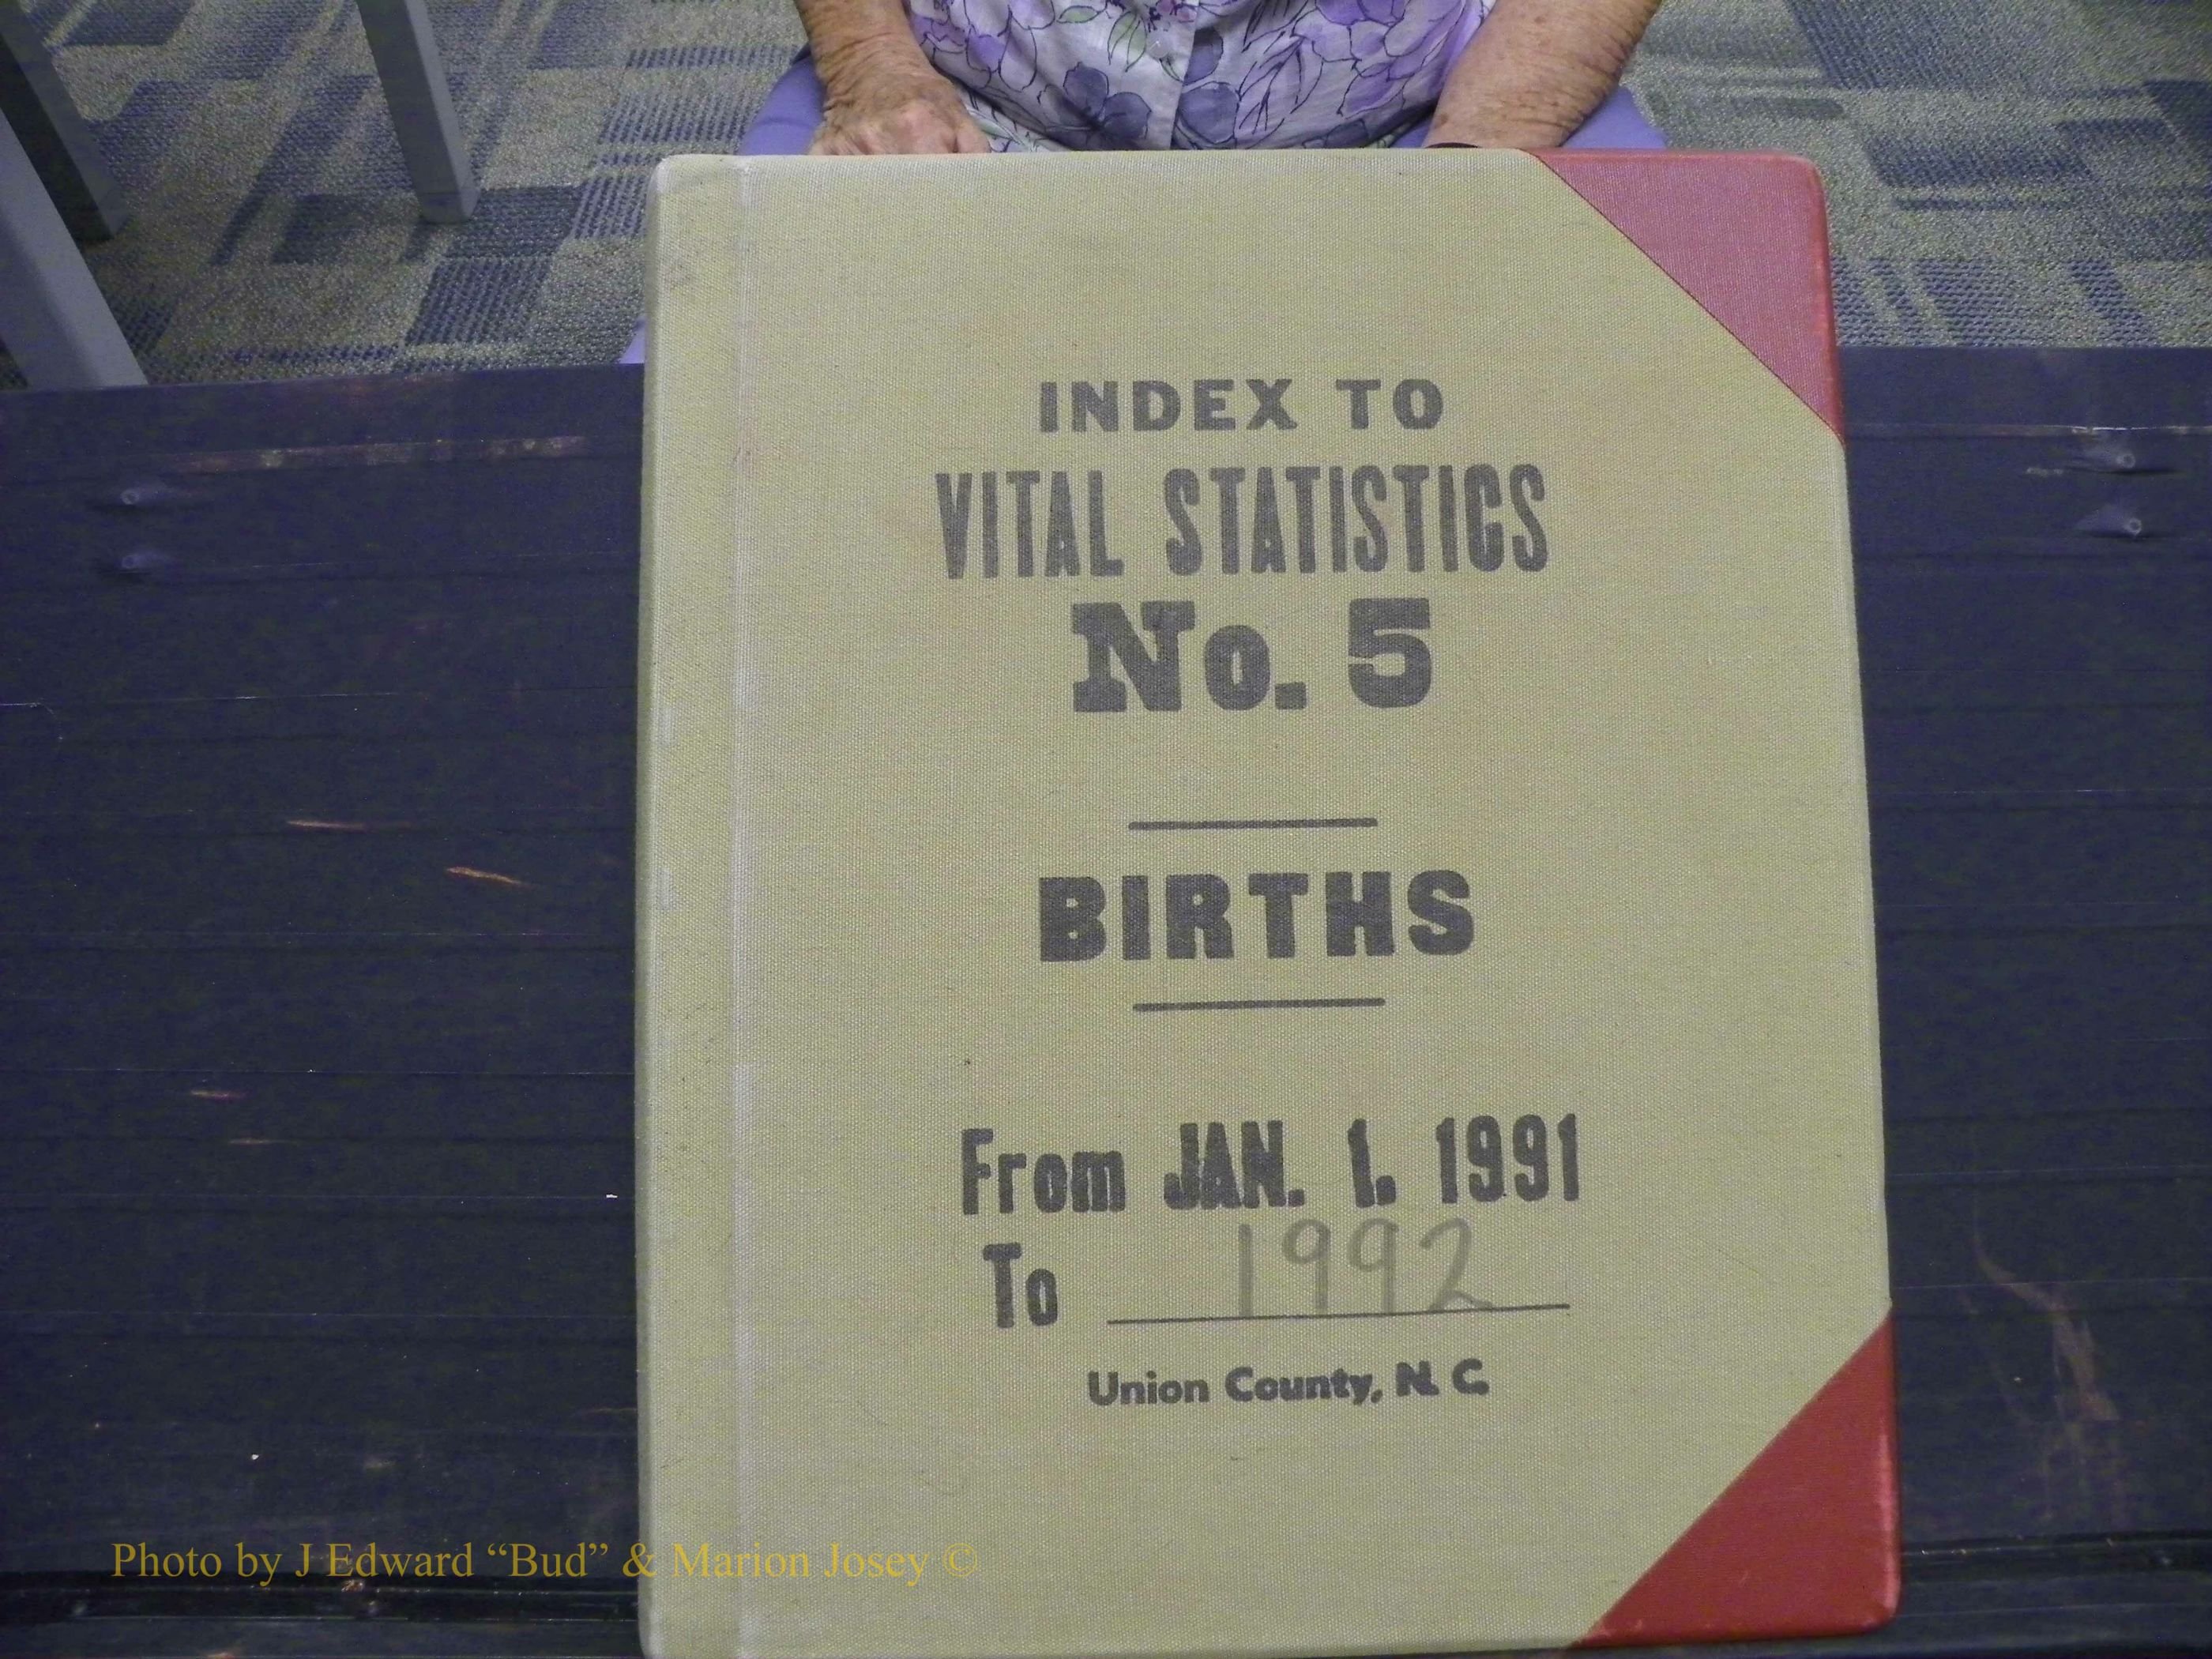 INDEX TO
VITAL STATISTICS
No. 5
BIRTHS
From JAN. 1. 1991
To 1992
Union County, N. C.
Photo by J Edward “Bud” & Marion Josey ©